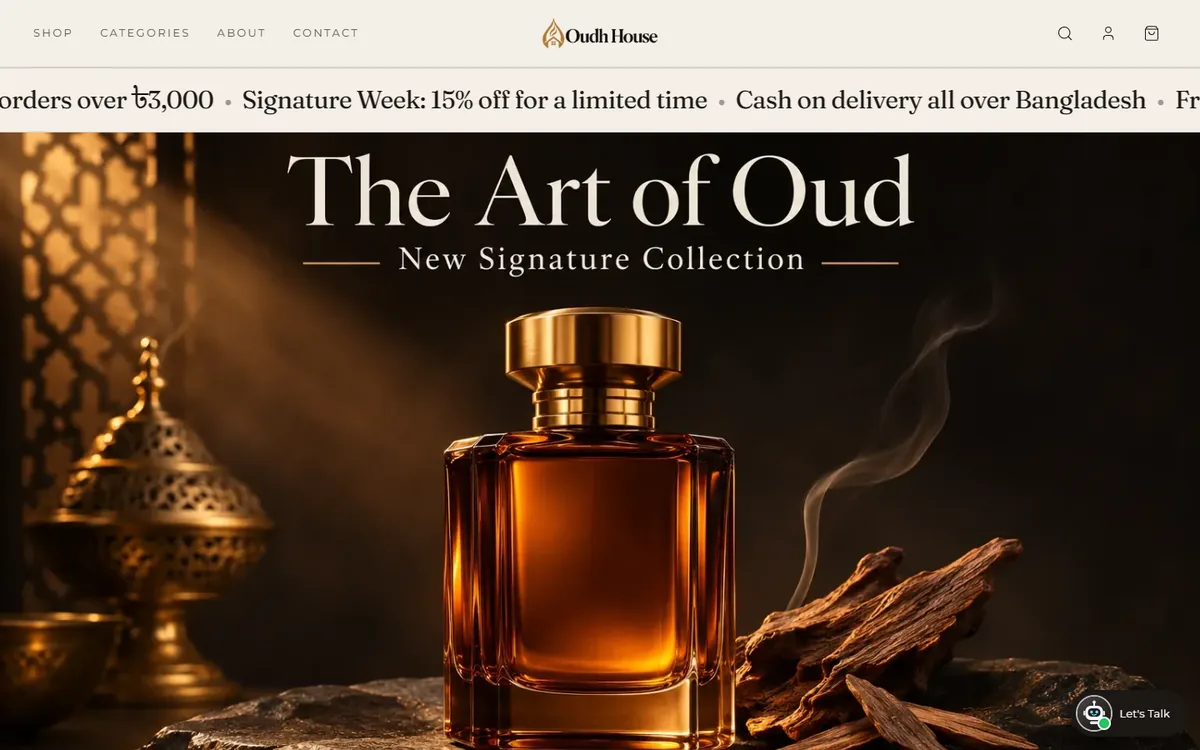 SHOP CATEGORIES ABOUT CONTACT
Oudh House
orders over ৳3,000 • Signature Week: 15% off for a limited time • Cash on delivery all over Bangladesh • Fr
The Art of Oud
New Signature Collection
Let's Talk